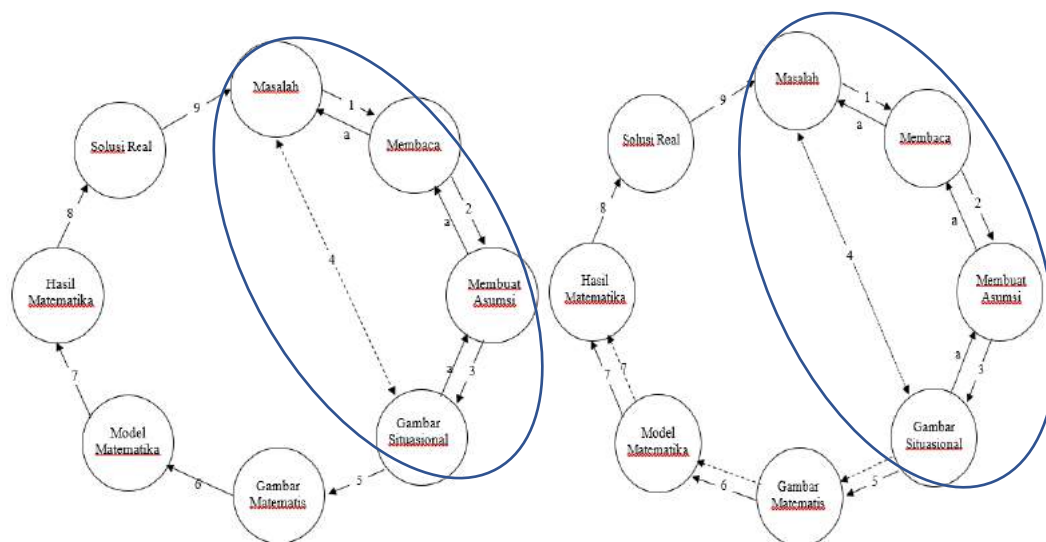 Masalah
1
a
Membaca
2
a
Membuat
Asumsi
3
a
4
Gambar
Situasional
5
Gambar
Matematis
6
Model
Matematika
7
Hasil
Matematika
8
Solusi Real
9
Masalah
1
a
Membaca
2
a
Membuat
Asumsi
3
a
4
Gambar
Situasional
5
Gambar
Matematis
6
Model
Matematika
7
7
Hasil
Matematika
8
Solusi Real
9